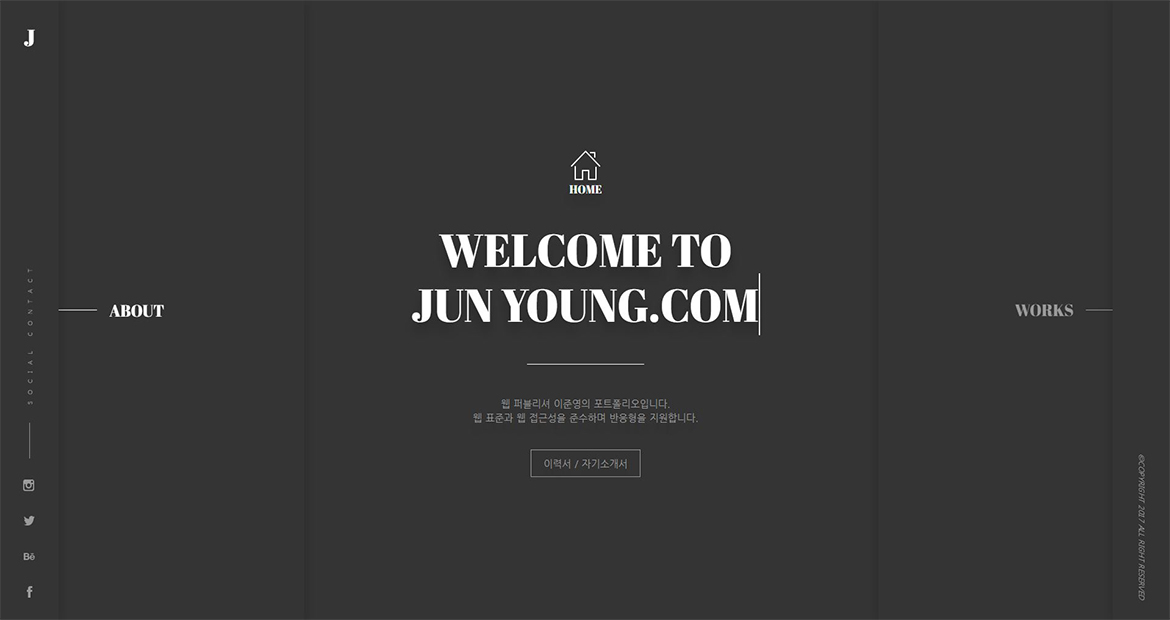 J
HOME
WELCOME TO
JUN YOUNG.COM
ABOUT
WORKS
SOCIAL CONTACT
웹 퍼블리셔 이준영의 포트폴리오입니다.
웹 표준과 웹 접근성을 준수하며 반응형을 지원합니다.
이력서 / 자기소개서
Bē
f
©COPYRIGHT 2017 ALL RIGHT RESERVED